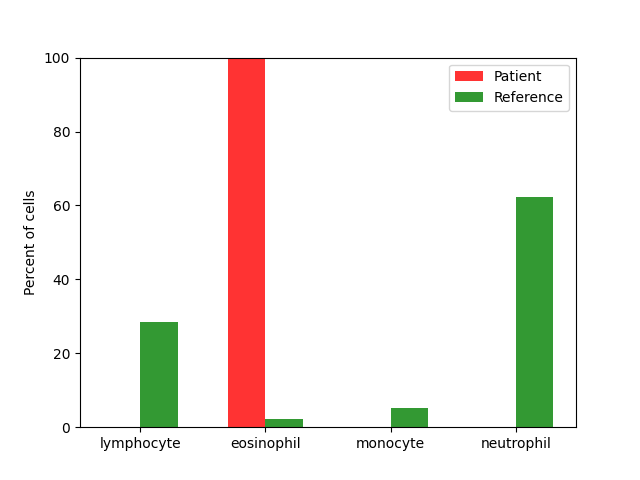 Patient
Reference
Percent of cells
100
80
60
40
20
0
lymphocyte eosinophil monocyte neutrophil